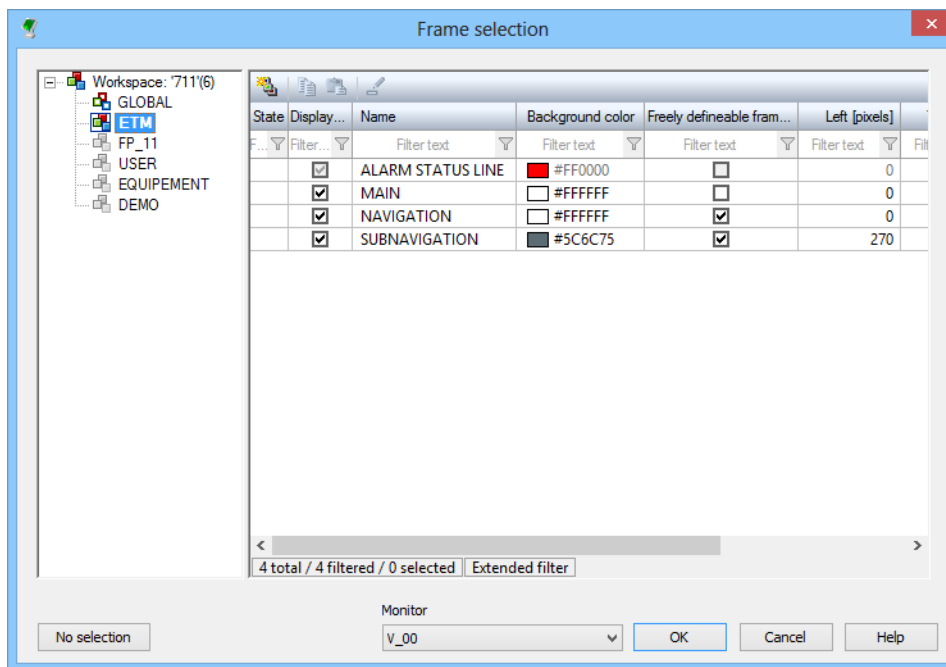 Frame selection
Workspace: '711'(6)
GLOBAL
ETM
FP_11
USER
EQUIPEMENT
DEMO
State Display... Name Background color Freely defineable fram... Left [pixels]
F... Filter... Filter text Filter text Filter text Filter text
ALARM STATUS LINE #FF0000 0
MAIN #FFFFFF 0
NAVIGATION #FFFFFF 0
SUBNAVIGATION #5C6C75 270
4 total / 4 filtered / 0 selected Extended filter
Monitor
No selection V_00 OK Cancel Help